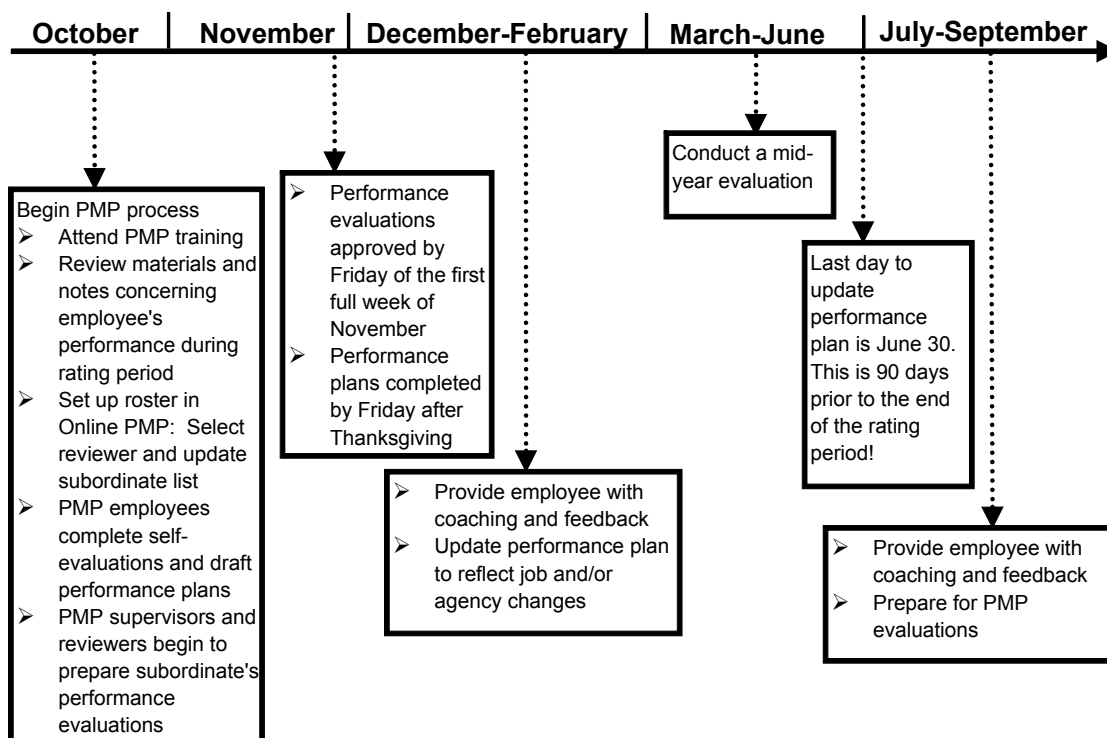 October November December-February March-June July-September
Begin PMP process
➢ Attend PMP training
➢ Review materials and
notes concerning
employee's
performance during
rating period
➢ Set up roster in
Online PMP: Select
reviewer and update
subordinate list
➢ PMP employees
complete self-
evaluations and draft
performance plans
➢ PMP supervisors and
reviewers begin to
prepare subordinate's
performance
evaluations
➢ Performance
evaluations
approved by
Friday of the first
full week of
November
➢ Performance
plans completed
by Friday after
Thanksgiving
➢ Provide employee with
coaching and feedback
➢ Update performance plan
to reflect job and/or
agency changes
Conduct a mid-
year evaluation
Last day to
update
performance
plan is June 30.
This is 90 days
prior to the end
of the rating
period!
➢ Provide employee with
coaching and feedback
➢ Prepare for PMP
evaluations